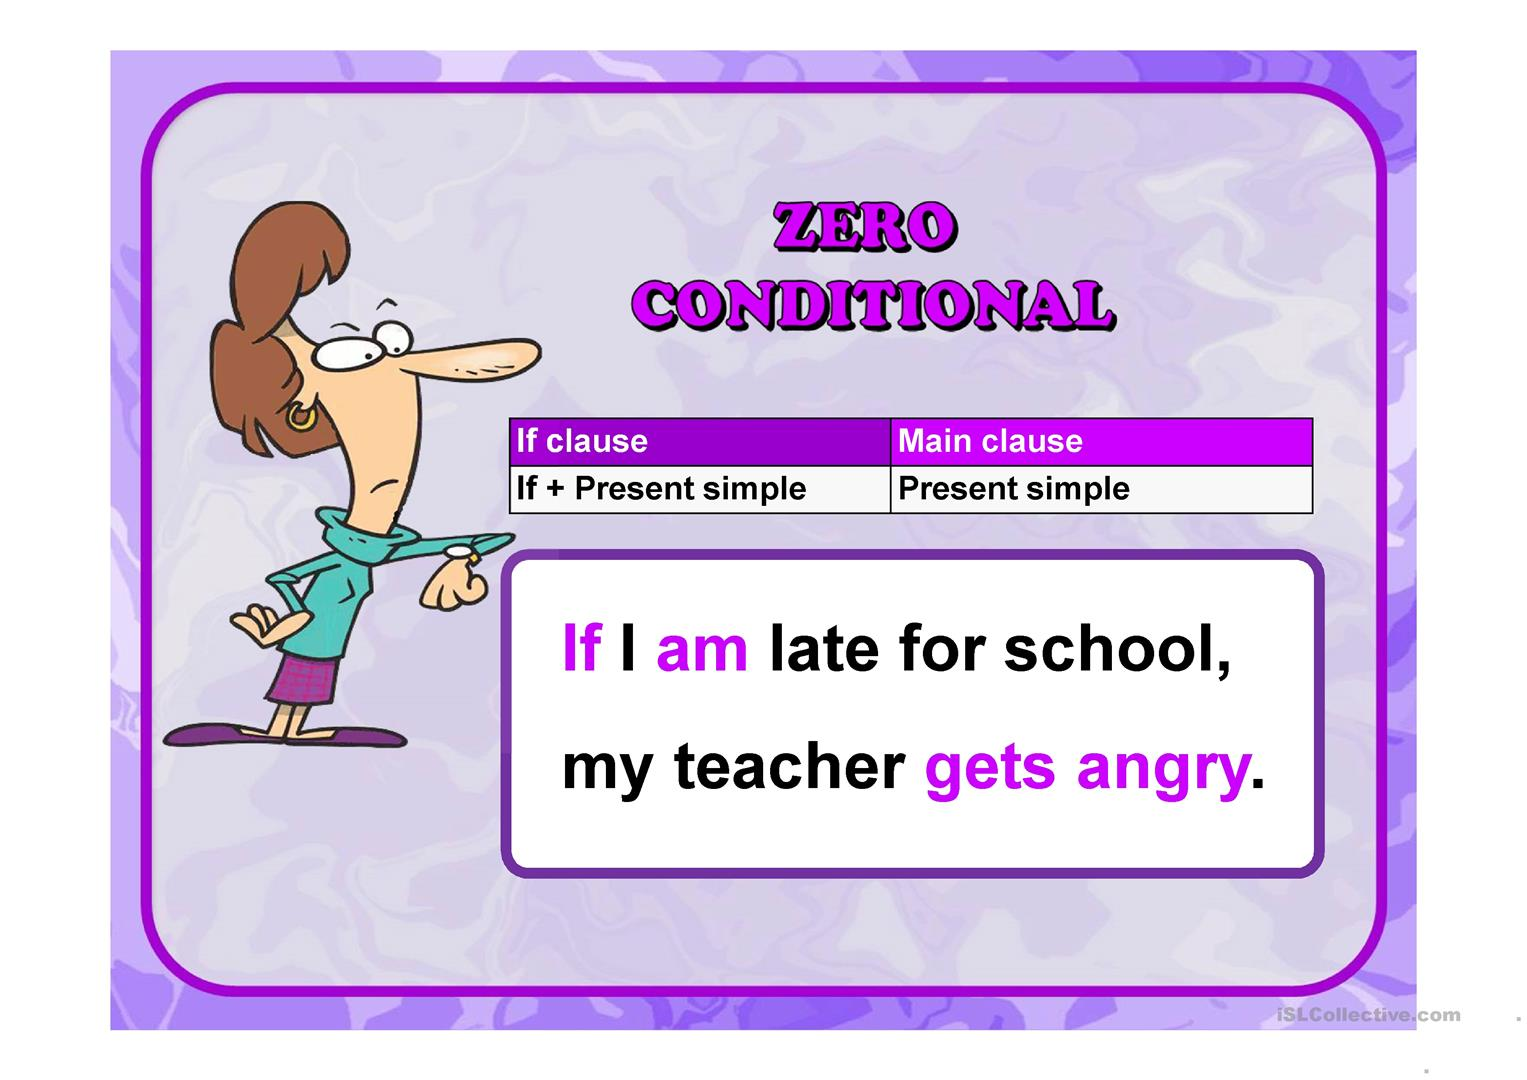 ZERO
CONDITIONAL
If clause Main clause
If + Present simple Present simple
If I am late for school,
my teacher gets angry.
iSLCollective.com